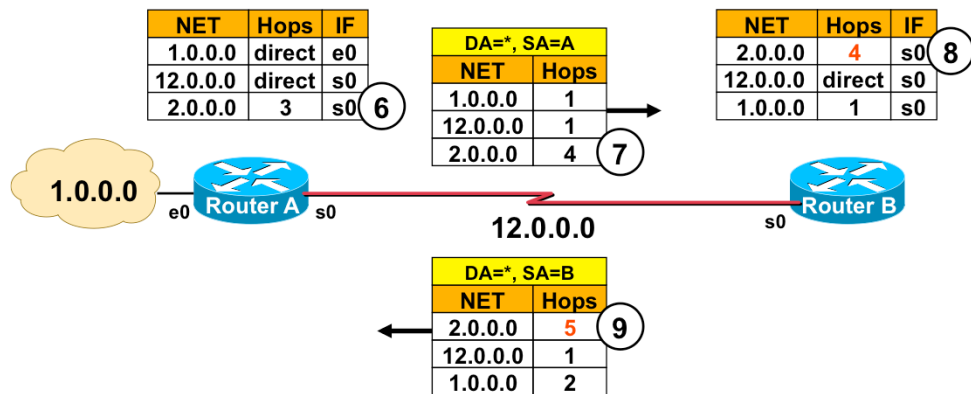 NET Hops IF
1.0.0.0 direct e0
12.0.0.0 direct s0
2.0.0.0 3 s0
6
DA=*, SA=A
NET Hops
1.0.0.0 1
12.0.0.0 1
2.0.0.0 4
7
NET Hops IF
2.0.0.0 4 s0
12.0.0.0 direct s0
1.0.0.0 1 s0
8
1.0.0.0
e0
Router A
s0
12.0.0.0
s0
Router B
DA=*, SA=B
NET Hops
2.0.0.0 5
12.0.0.0 1
1.0.0.0 2
9